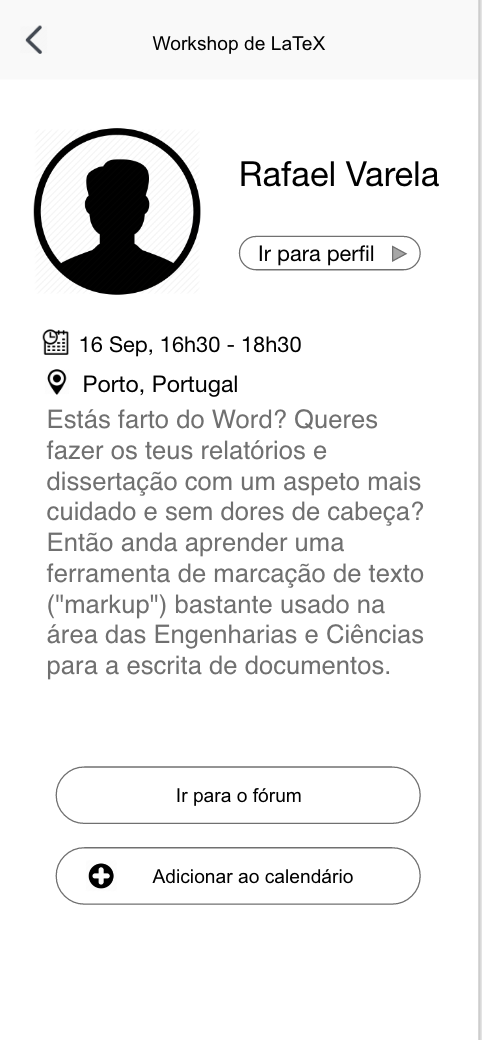 Workshop de LaTeX
Rafael Varela
Ir para perfil
16 Sep, 16h30 - 18h30
Porto, Portugal
Estás farto do Word? Queres
fazer os teus relatórios e
dissertação com um aspeto mais
cuidado e sem dores de cabeça?
Então anda aprender uma
ferramenta de marcação de texto
("markup") bastante usado na
área das Engenharias e Ciências
para a escrita de documentos.
Ir para o fórum
Adicionar ao calendário